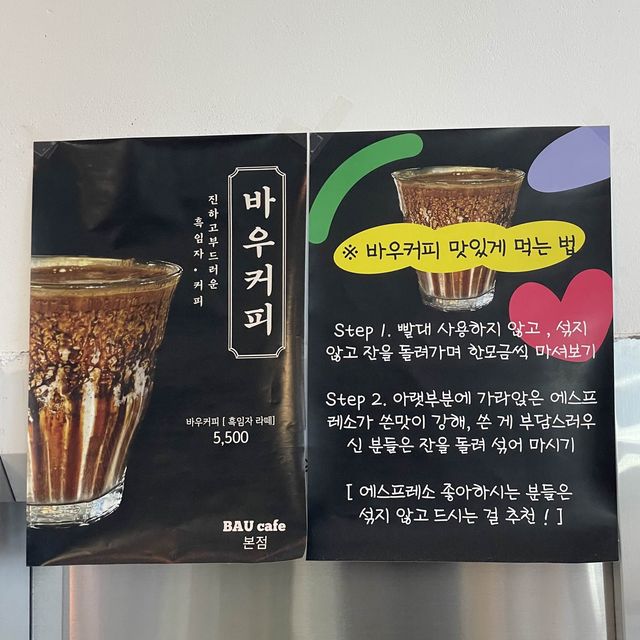 바우커피
진하고부드러운
흑임자·커피
바우커피 [ 흑임자 라떼]
5,500
BAU cafe
본점
※ 바우커피 맛있게 먹는 법
Step 1. 빨대 사용하지 않고 , 섞지
않고 잔을 돌려가며 한모금씩 마셔보기
Step 2. 아랫부분에 가라앉은 에스프
레소가 쓴맛이 강해, 쓴 게 부담스러우
신 분들은 잔을 돌려 섞어 마시기
[ 에스프레소 좋아하시는 분들은
섞지 않고 드시는 걸 추천 ! ]